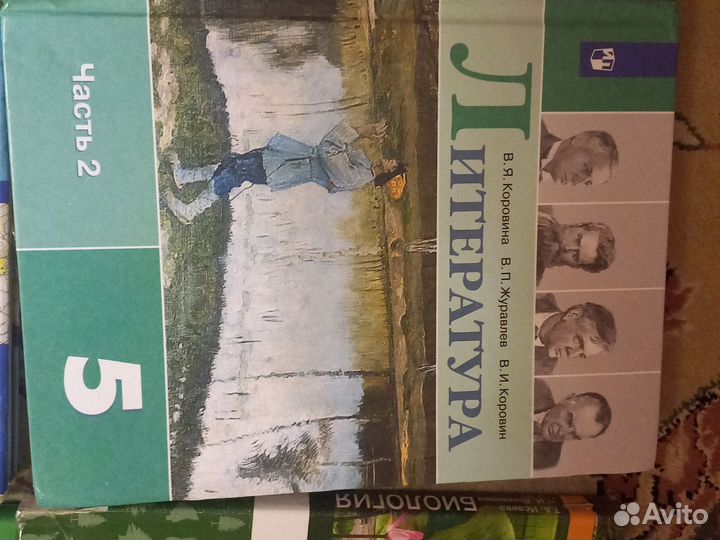 В. Я. Коровина В. П. Журавлев В. И. Коровин
ЛИТЕРАТУРА
Часть 2
5
БИОЛОГИЯ
Avito